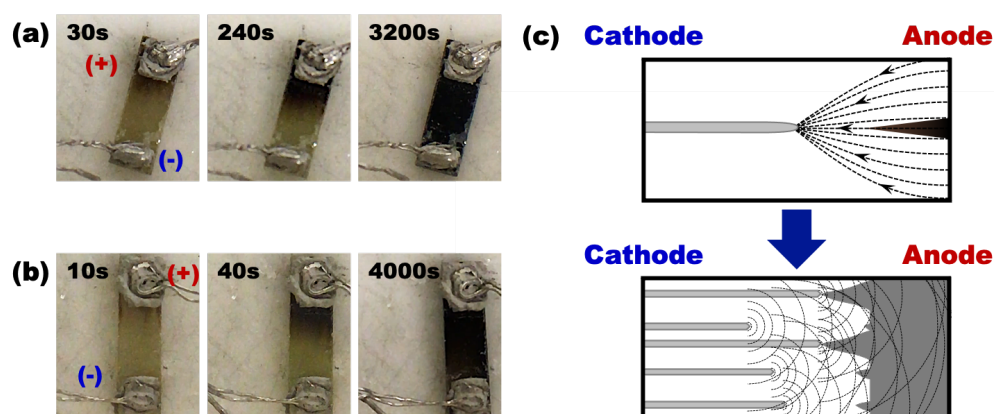 (a)
30s
(+)
(-)
240s
3200s
(b)
10s
(+)
(-)
40s
4000s
(c)
Cathode
Anode
Cathode
Anode